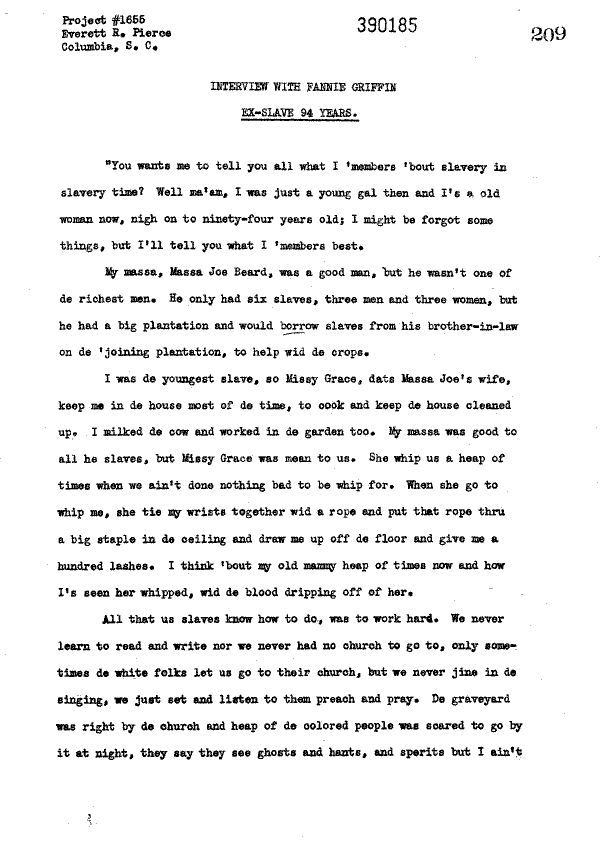 Project #1655
Everett R. Pierce
Columbia, S. C.
390185
209
INTERVIEW WITH FANNIE GRIFFIN
EX-SLAVE 94 YEARS.
"You wants me to tell you all what I 'members 'bout slavery in
slavery time? Well ma'am, I was just a young gal then and I's a old
woman now, nigh on to ninety-four years old; I might be forgot some
things, but I'll tell you what I 'members best.
My massa, Massa Joe Beard, was a good man, but he wasn't one of
de richest men. He only had six slaves, three men and three women, but
he had a big plantation and would borrow slaves from his brother-in-law
on de 'joining plantation, to help wid de crops.
I was de youngest slave, so Missy Grace, dats Massa Joe's wife,
keep me in de house most of de time, to cook and keep de house cleaned
up. I milked de cow and worked in de garden too. My massa was good to
all he slaves, but Missy Grace was mean to us. She whip us a heap of
times when we ain't done nothing bad to be whip for. When she go to
whip me, she tie my wrists together wid a rope and put that rope thru
a big staple in de ceiling and draw me up off de floor and give me a
hundred lashes. I think 'bout my old mammy heap of times now and how
I's seen her whipped, wid de blood dripping off of her.
All that us slaves know how to do, was to work hard. We never
learn to read and write nor we never had no church to go to, only some-
times de white folks let us go to their church, but we never jine in de
singing, we just set and listen to them preach and pray. De graveyard
was right by de church and heap of de colored people was scared to go by
it at night, they say they see ghosts and hants, and sperits but I ain't